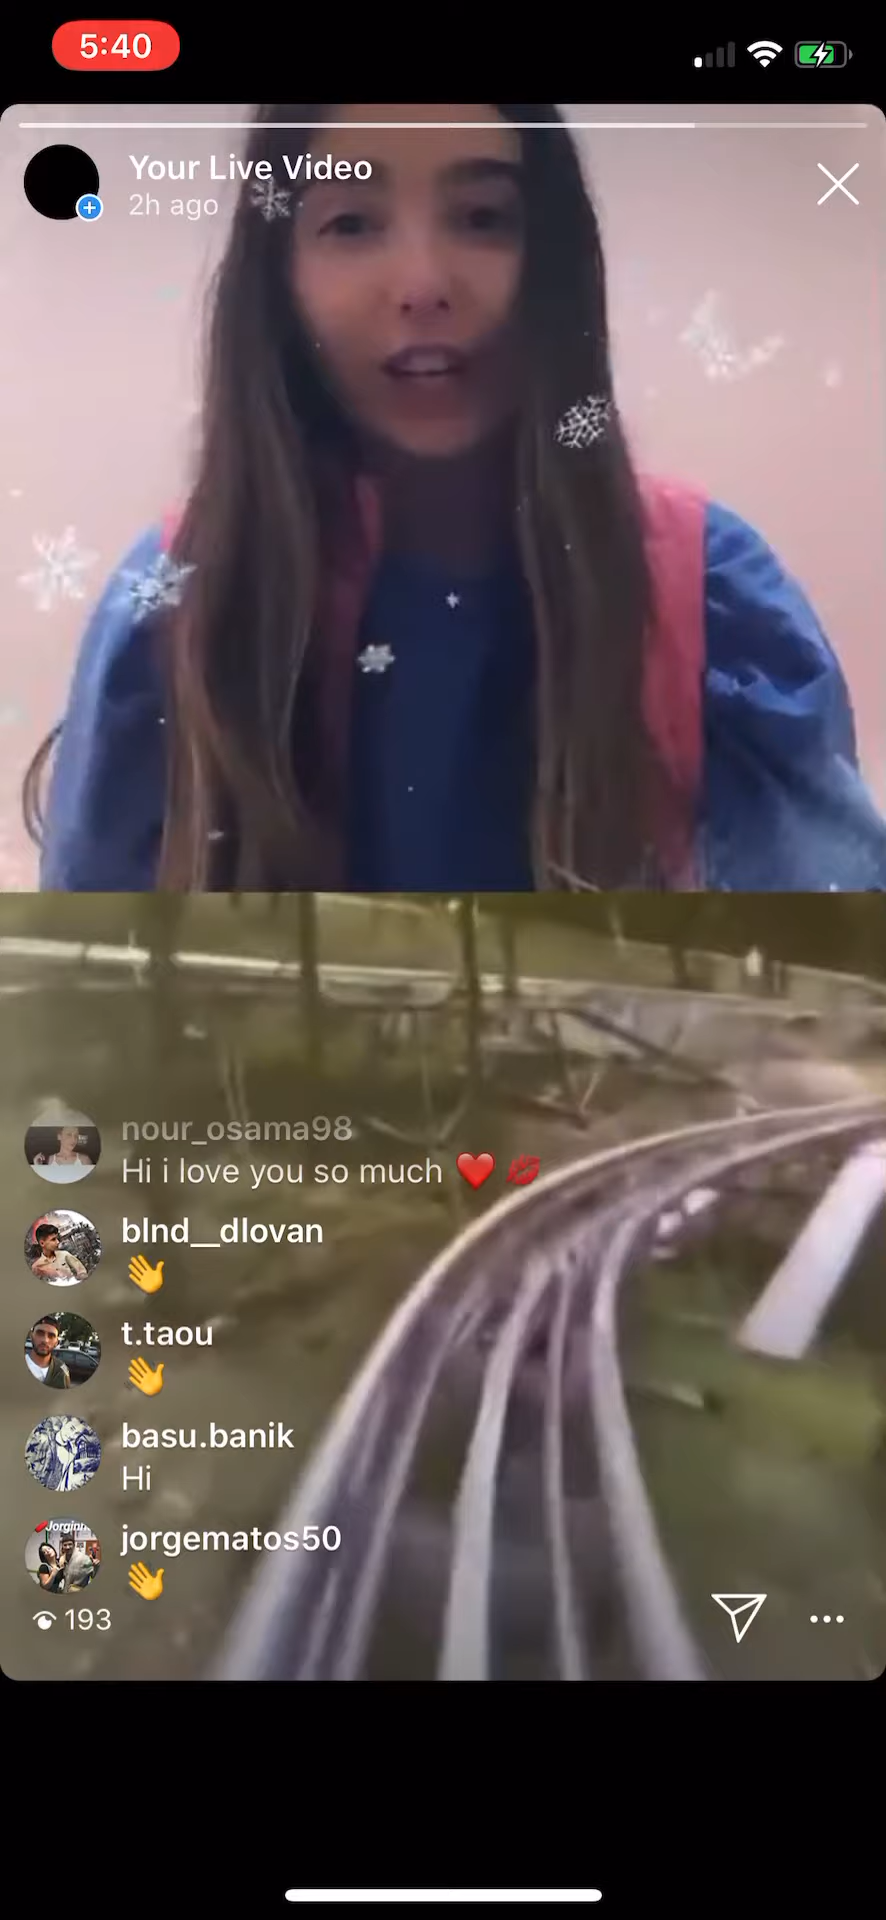 5:40
Your Live Video
2h ago
nour_osama98
Hi i love you so much ❤️ 💋
blnd__dlovan
👋
t.taou
👋
basu.banik
Hi
jorgematos50
👋
193